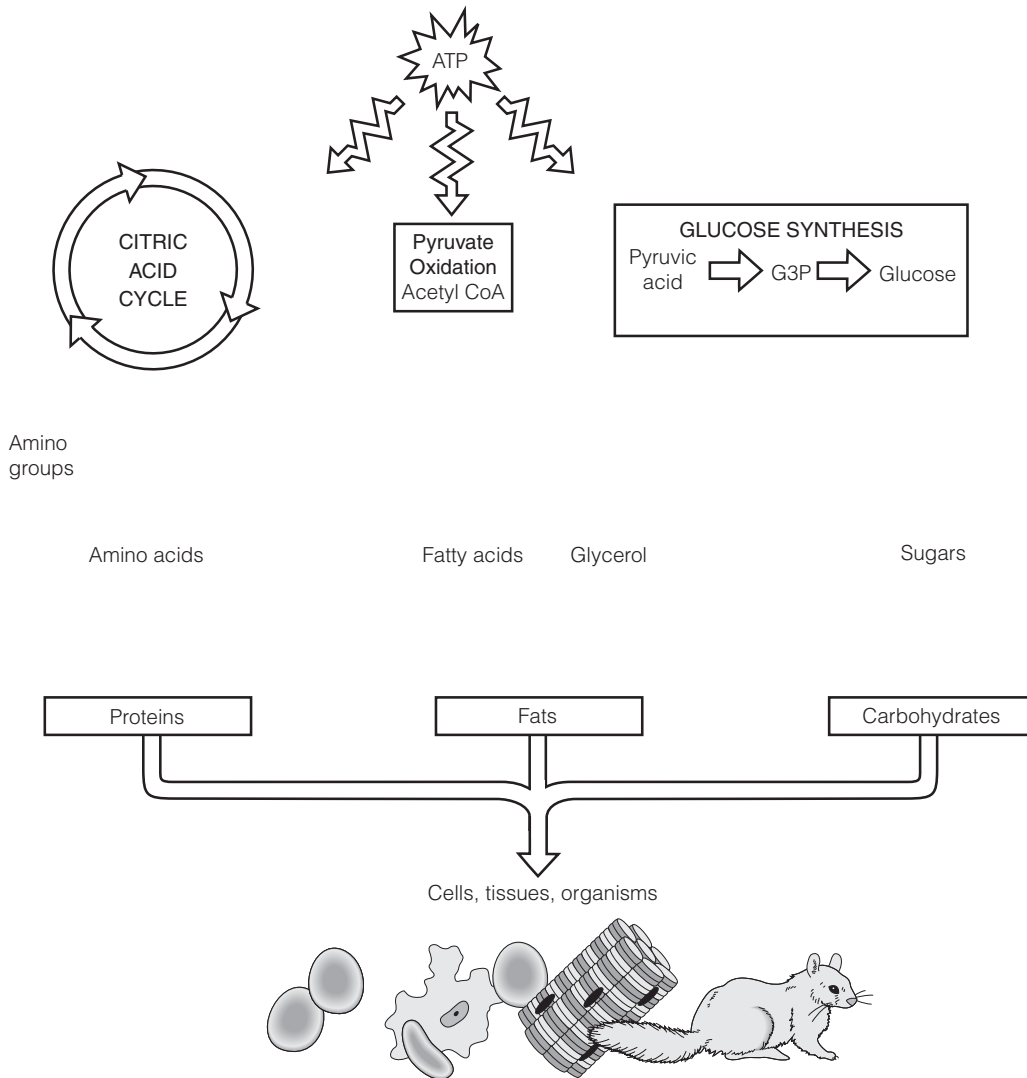 ATP
CITRIC
ACID
CYCLE
Pyruvate
Oxidation
Acetyl CoA
GLUCOSE SYNTHESIS
Pyruvic
acid
G3P
Glucose
Amino
groups
Amino acids
Fatty acids
Glycerol
Sugars
Proteins
Fats
Carbohydrates
Cells, tissues, organisms